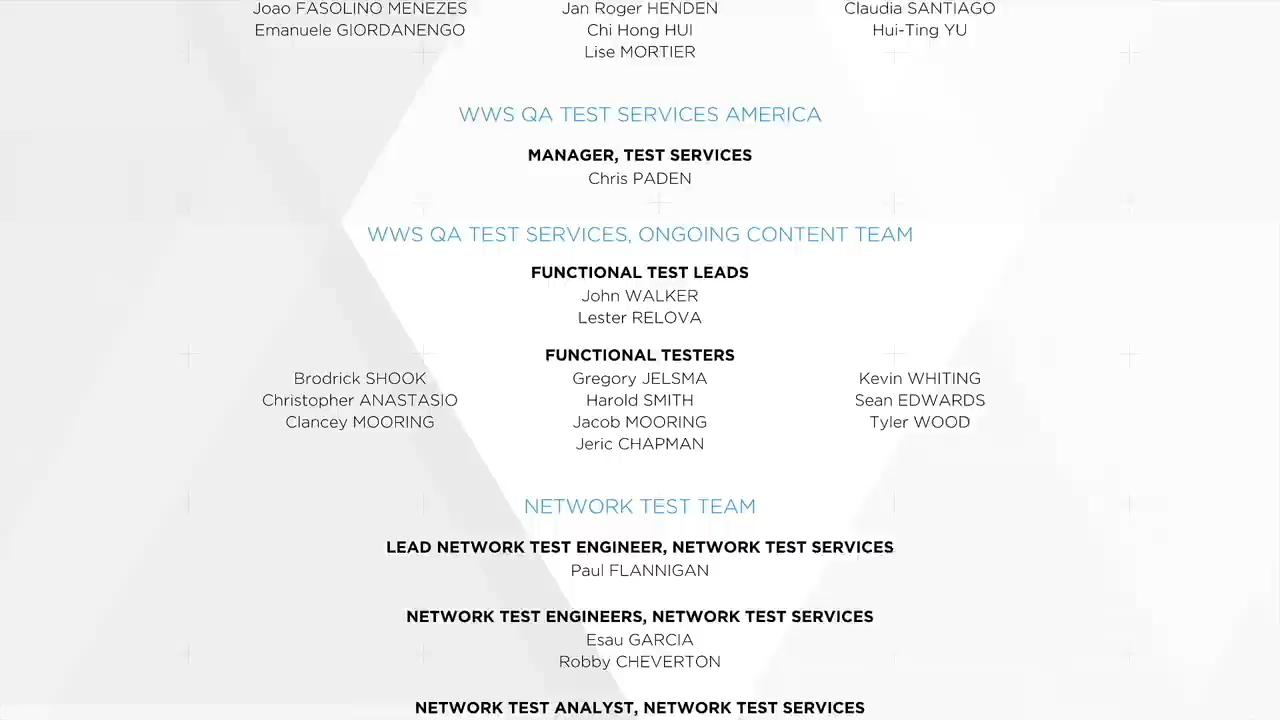 Joao FASOLINO MENEZES Jan Roger HENDEN Claudia SANTIAGO
Emanuele GIORDANENGO Chi Hong HUI Hui-Ting YU
Lise MORTIER
WWS QA TEST SERVICES AMERICA
MANAGER, TEST SERVICES
Chris PADEN
WWS QA TEST SERVICES, ONGOING CONTENT TEAM
FUNCTIONAL TEST LEADS
John WALKER
Lester RELOVA
FUNCTIONAL TESTERS
Brodrick SHOOK Gregory JELSMA Kevin WHITING
Christopher ANASTASIO Harold SMITH Sean EDWARDS
Clancey MOORING Jacob MOORING Tyler WOOD
Jeric CHAPMAN
NETWORK TEST TEAM
LEAD NETWORK TEST ENGINEER, NETWORK TEST SERVICES
Paul FLANNIGAN
NETWORK TEST ENGINEERS, NETWORK TEST SERVICES
Esau GARCIA
Robby CHEVERTON
NETWORK TEST ANALYST, NETWORK TEST SERVICES